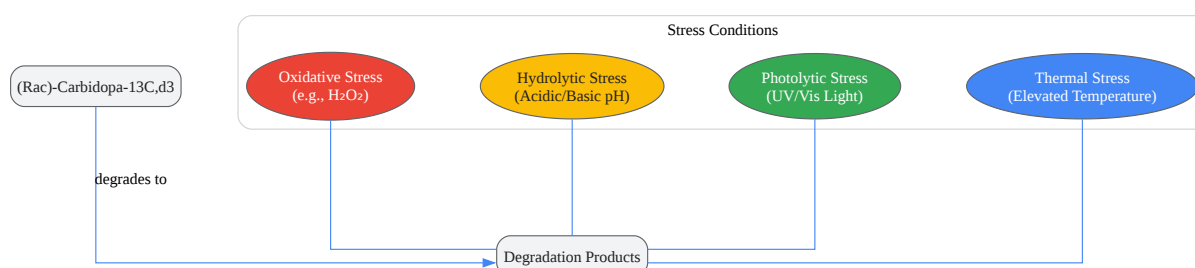 Stress Conditions
(Rac)-Carbidopa-13C,d3
Oxidative Stress
(e.g., H₂O₂)
Hydrolytic Stress
(Acidic/Basic pH)
Photolytic Stress
(UV/Vis Light)
Thermal Stress
(Elevated Temperature)
degrades to
Degradation Products